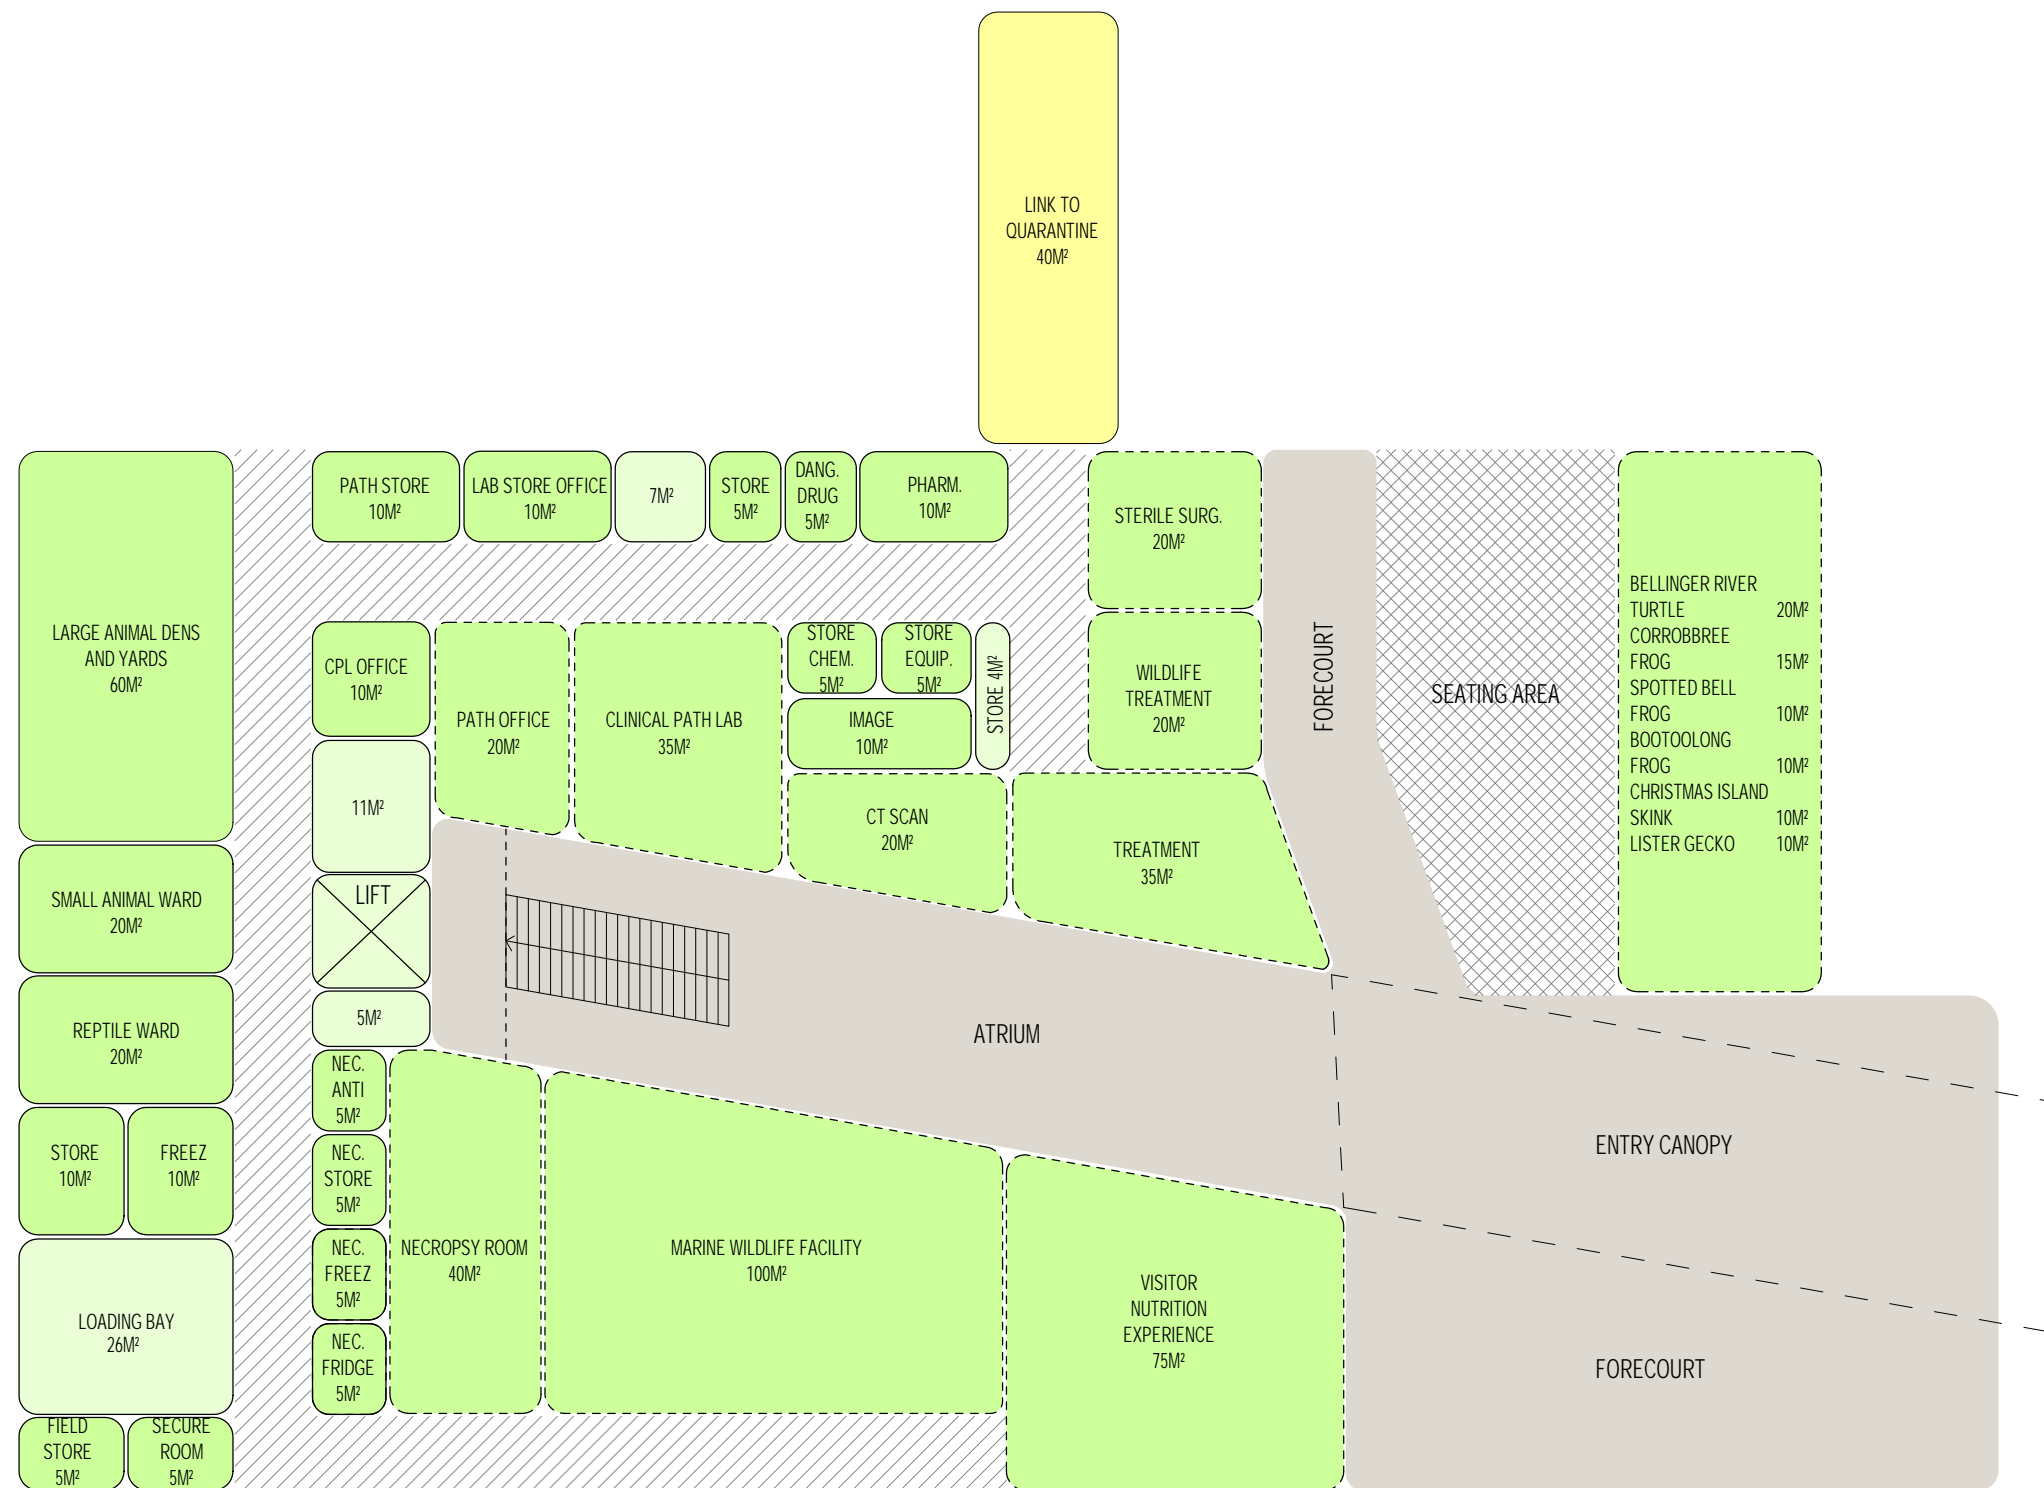 LINK TO
QUARANTINE
40M²
PATH STORE
10M²
LAB STORE OFFICE
10M²
7M²
STORE
5M²
DANG.
DRUG
5M²
PHARM.
10M²
STERILE SURG.
20M²
LARGE ANIMAL DENS
AND YARDS
60M²
CPL OFFICE
10M²
PATH OFFICE
20M²
CLINICAL PATH LAB
35M²
STORE
CHEM.
5M²
STORE
EQUIP.
5M²
STORE 4M²
IMAGE
10M²
WILDLIFE
TREATMENT
20M²
FORECOURT
SEATING AREA
BELLINGER RIVER
TURTLE 20M²
CORROBBREE
FROG 15M²
SPOTTED BELL
FROG 10M²
BOOTOOLONG
FROG 10M²
CHRISTMAS ISLAND
SKINK 10M²
LISTER GECKO 10M²
11M²
CT SCAN
20M²
TREATMENT
35M²
SMALL ANIMAL WARD
20M²
LIFT
REPTILE WARD
20M²
5M²
ATRIUM
NEC.
ANTI
5M²
STORE
10M²
FREEZ
10M²
NEC.
STORE
5M²
ENTRY CANOPY
NEC.
FREEZ
5M²
NECROPSY ROOM
40M²
MARINE WILDLIFE FACILITY
100M²
VISITOR
NUTRITION
EXPERIENCE
75M²
LOADING BAY
26M²
NEC.
FRIDGE
5M²
FORECOURT
FIELD
STORE
5M²
SECURE
ROOM
5M²